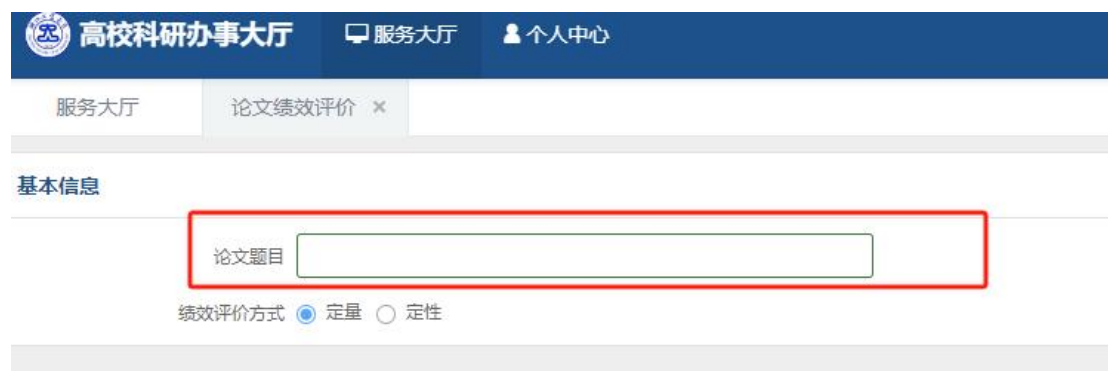 高校科研办事大厅 服务大厅 个人中心
服务大厅 论文绩效评价 ×
基本信息
论文题目
绩效评价方式 定量 定性